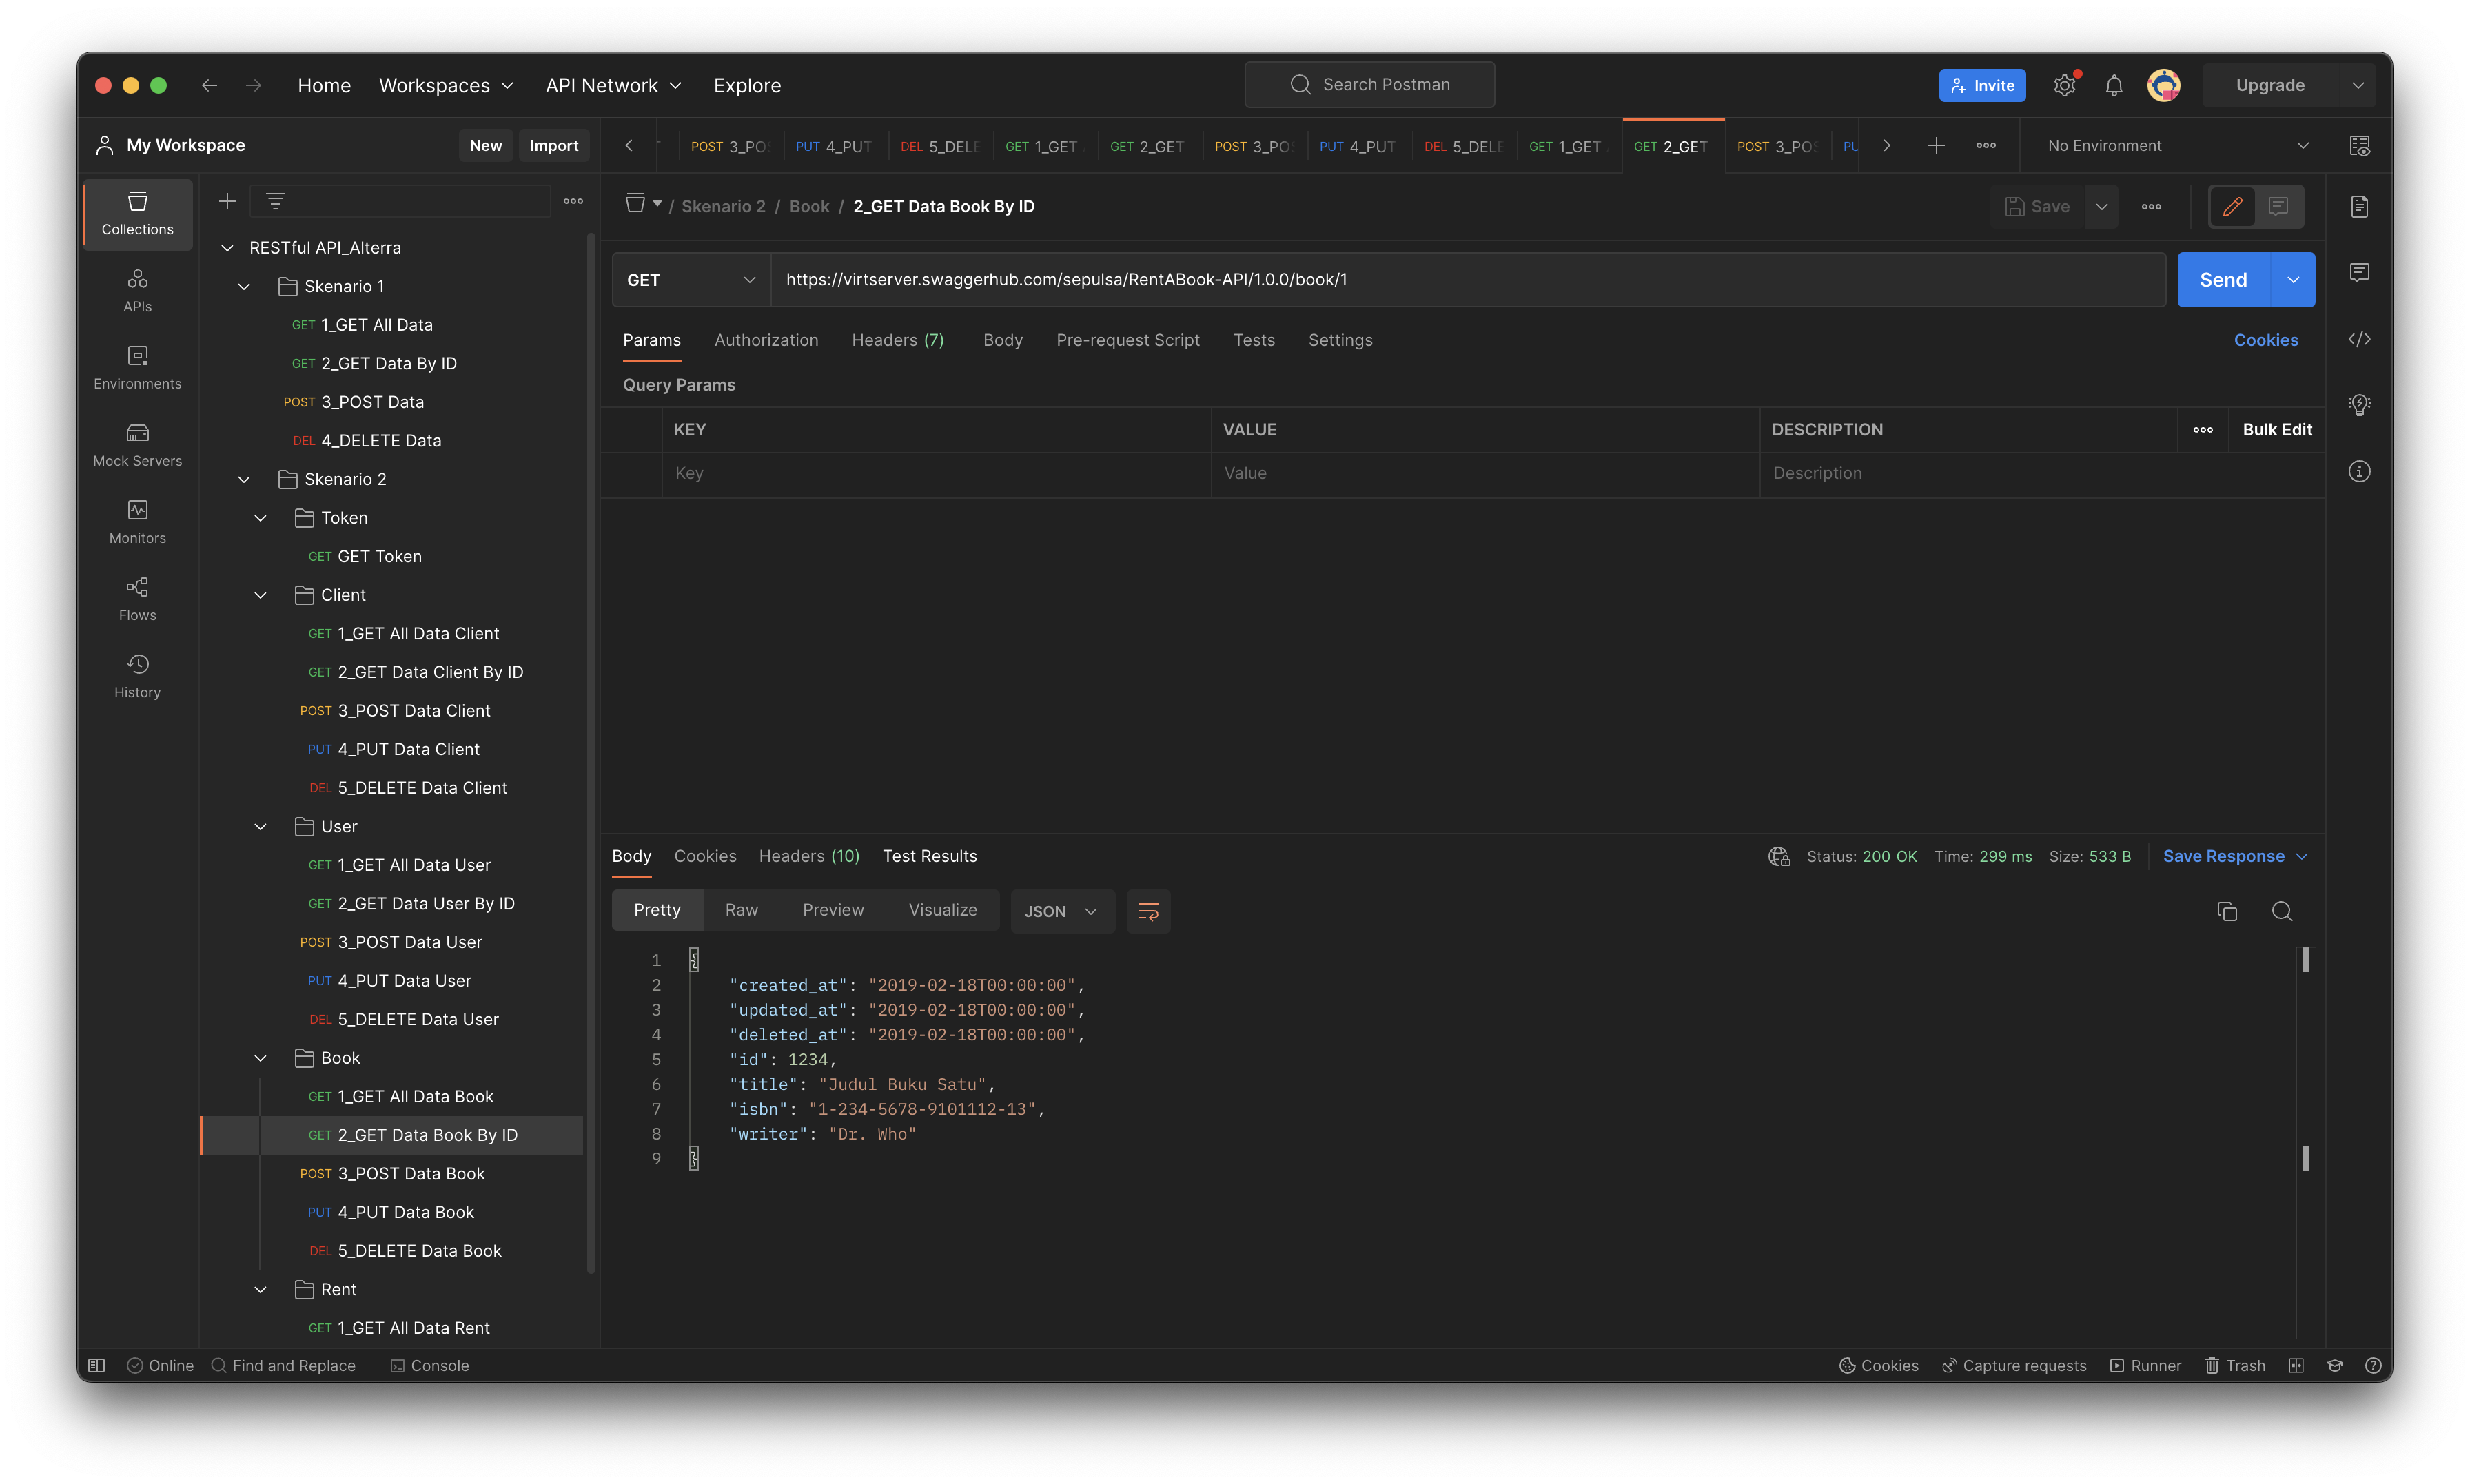 Home Workspaces API Network Explore Search Postman Invite Upgrade
My Workspace New Import
POST 3_POS PUT 4_PUT DEL 5_DELE GET 1_GET GET 2_GET POST 3_PO PUT 4_PUT DEL 5_DELE GET 1_GET GET 2_GET POST 3_POS PU No Environment
Collections
APIs
Environments
Mock Servers
Monitors
Flows
History
RESTful API_Alterra
Skenario 1
GET 1_GET All Data
GET 2_GET Data By ID
POST 3_POST Data
DEL 4_DELETE Data
Skenario 2
Token
GET GET Token
Client
GET 1_GET All Data Client
GET 2_GET Data Client By ID
POST 3_POST Data Client
PUT 4_PUT Data Client
DEL 5_DELETE Data Client
User
GET 1_GET All Data User
GET 2_GET Data User By ID
POST 3_POST Data User
PUT 4_PUT Data User
DEL 5_DELETE Data User
Book
GET 1_GET All Data Book
GET 2_GET Data Book By ID
POST 3_POST Data Book
PUT 4_PUT Data Book
DEL 5_DELETE Data Book
Rent
GET 1_GET All Data Rent
/ Skenario 2 / Book / 2_GET Data Book By ID Save
GET https://virtserver.swaggerhub.com/sepulsa/RentABook-API/1.0.0/book/1 Send
Params Authorization Headers (7) Body Pre-request Script Tests Settings Cookies
Query Params
KEY VALUE DESCRIPTION Bulk Edit
Key Value Description
Body Cookies Headers (10) Test Results Status: 200 OK Time: 299 ms Size: 533 B Save Response
Pretty Raw Preview Visualize JSON
1 {
2 "created_at": "2019-02-18T00:00:00",
3 "updated_at": "2019-02-18T00:00:00",
4 "deleted_at": "2019-02-18T00:00:00",
5 "id": 1234,
6 "title": "Judul Buku Satu",
7 "isbn": "1-234-5678-9101112-13",
8 "writer": "Dr. Who"
9 }
Online Find and Replace Console Cookies Capture requests Runner Trash